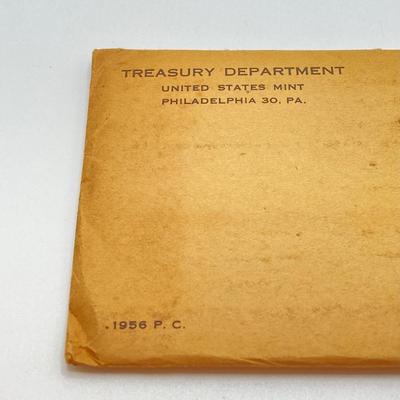 TREASURY DEPARTMENT
UNITED STATES MINT
PHILADELPHIA 30, PA.
.1956 P. C.